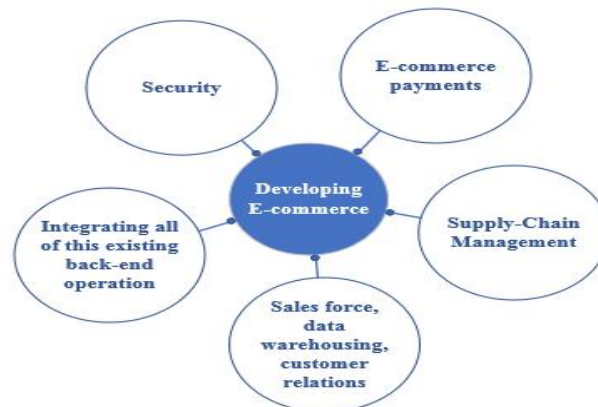 Security
E-commerce
payments
Developing
E-commerce
Supply-Chain
Management
Integrating all
of this existing
back-end
operation
Sales force,
data
warehousing,
customer
relations